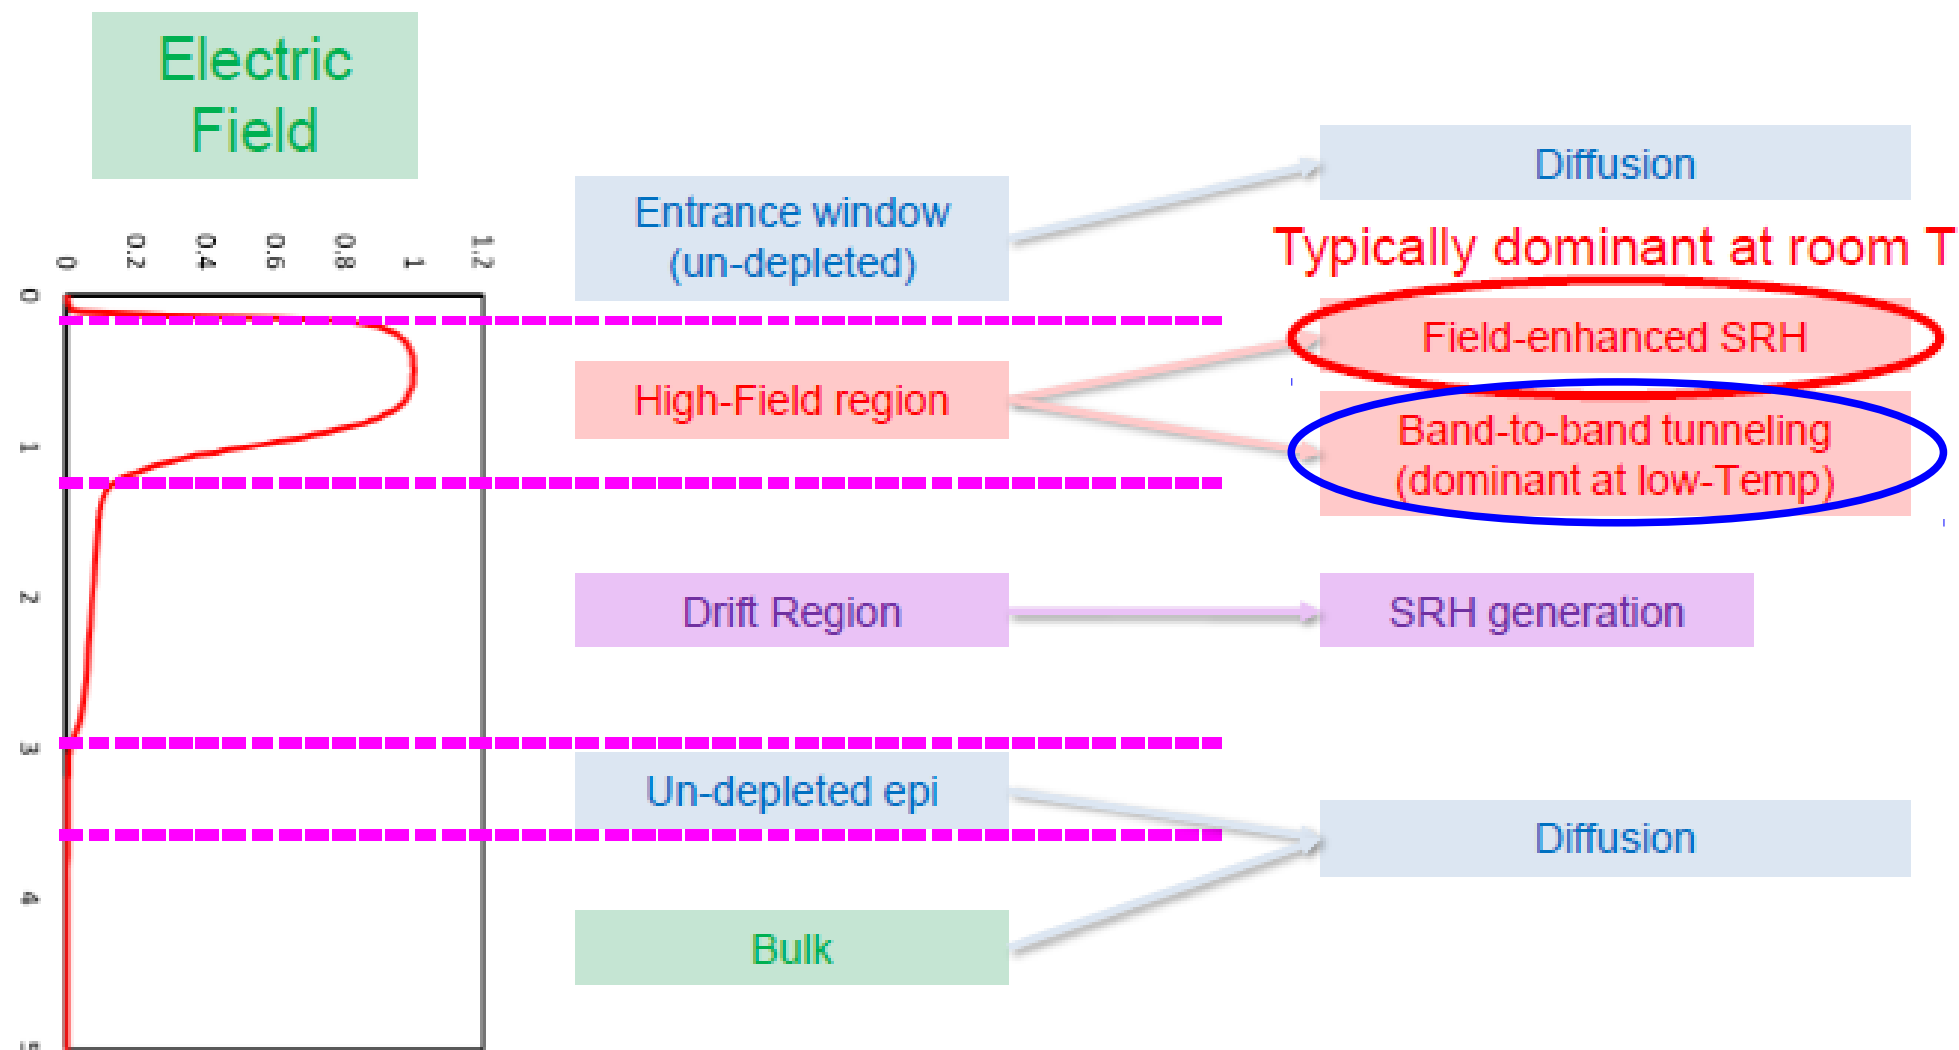 Electric
Field
Entrance window
(un-depleted)
Diffusion
Typically dominant at room T
0
0.2
0.4
0.6
0.8
1
1.2
0
1
2
3
4
5
Field-enhanced SRH
High-Field region
Band-to-band tunneling
(dominant at low-Temp)
Drift Region
SRH generation
Un-depleted epi
Diffusion
Bulk